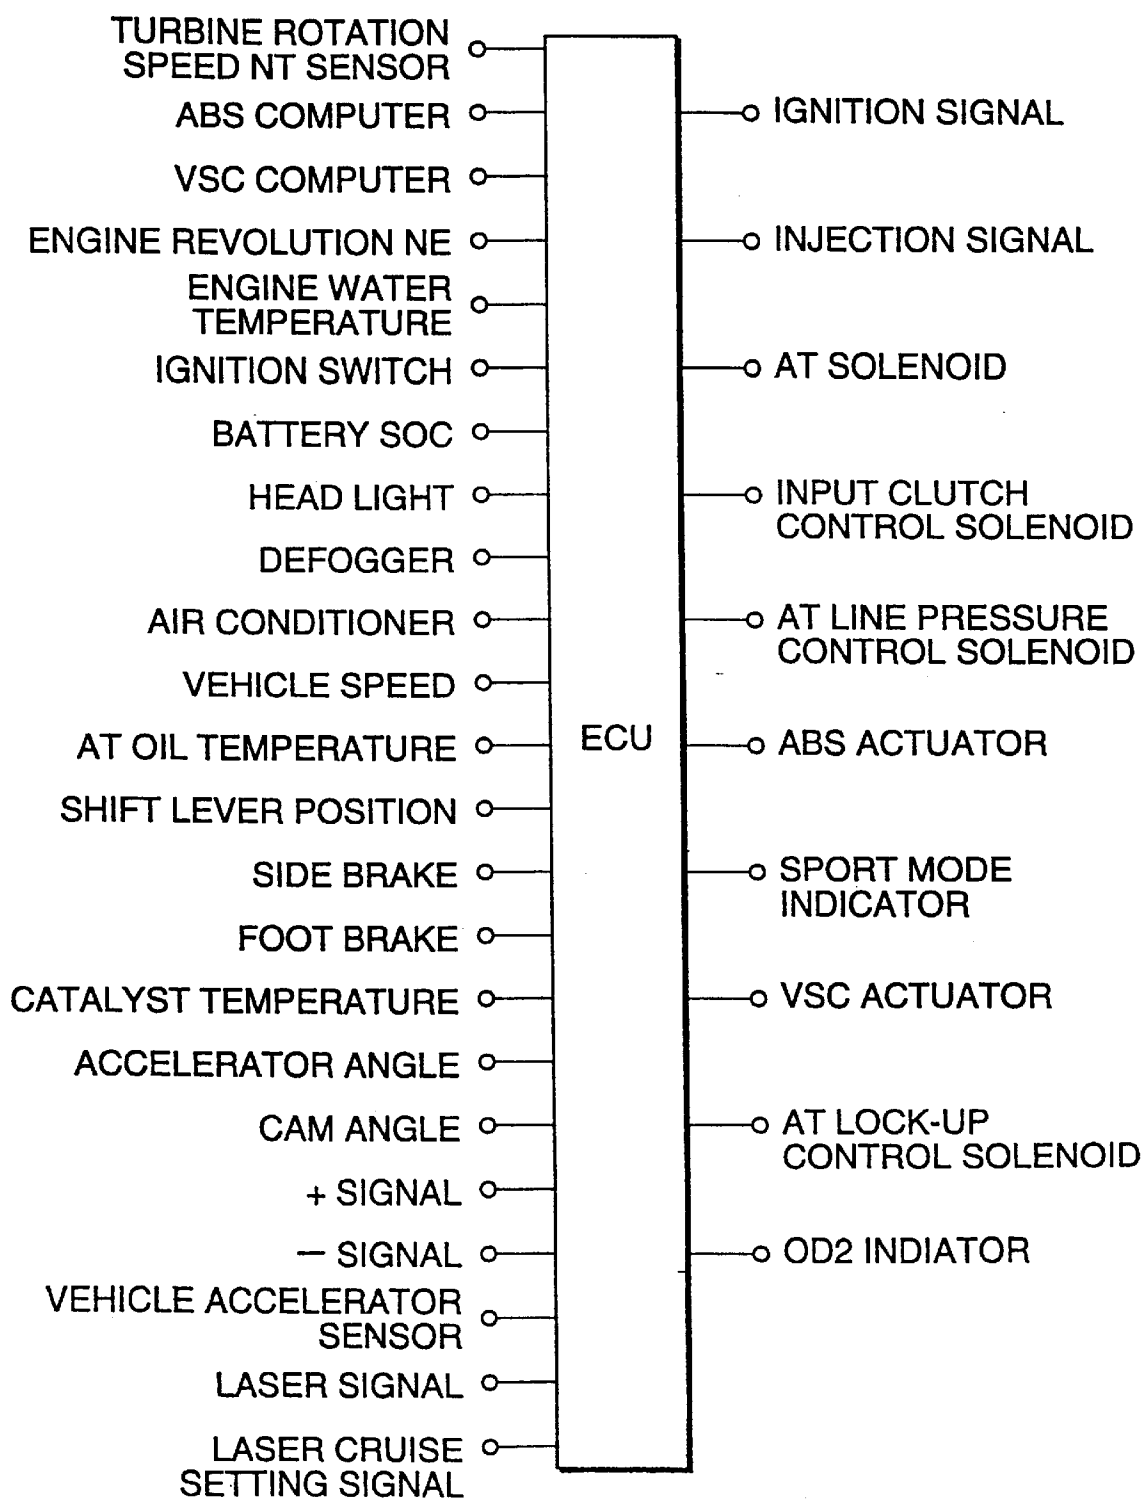 TURBINE ROTATION
SPEED NT SENSOR
ABS COMPUTER
VSC COMPUTER
ENGINE REVOLUTION NE
ENGINE WATER
TEMPERATURE
IGNITION SWITCH
BATTERY SOC
HEAD LIGHT
DEFOGGER
AIR CONDITIONER
VEHICLE SPEED
AT OIL TEMPERATURE
SHIFT LEVER POSITION
SIDE BRAKE
FOOT BRAKE
CATALYST TEMPERATURE
ACCELERATOR ANGLE
CAM ANGLE
+ SIGNAL
— SIGNAL
VEHICLE ACCELERATOR
SENSOR
LASER SIGNAL
LASER CRUISE
SETTING SIGNAL
ECU
IGNITION SIGNAL
INJECTION SIGNAL
AT SOLENOID
INPUT CLUTCH
CONTROL SOLENOID
AT LINE PRESSURE
CONTROL SOLENOID
ABS ACTUATOR
SPORT MODE
INDICATOR
VSC ACTUATOR
AT LOCK-UP
CONTROL SOLENOID
OD2 INDIATOR